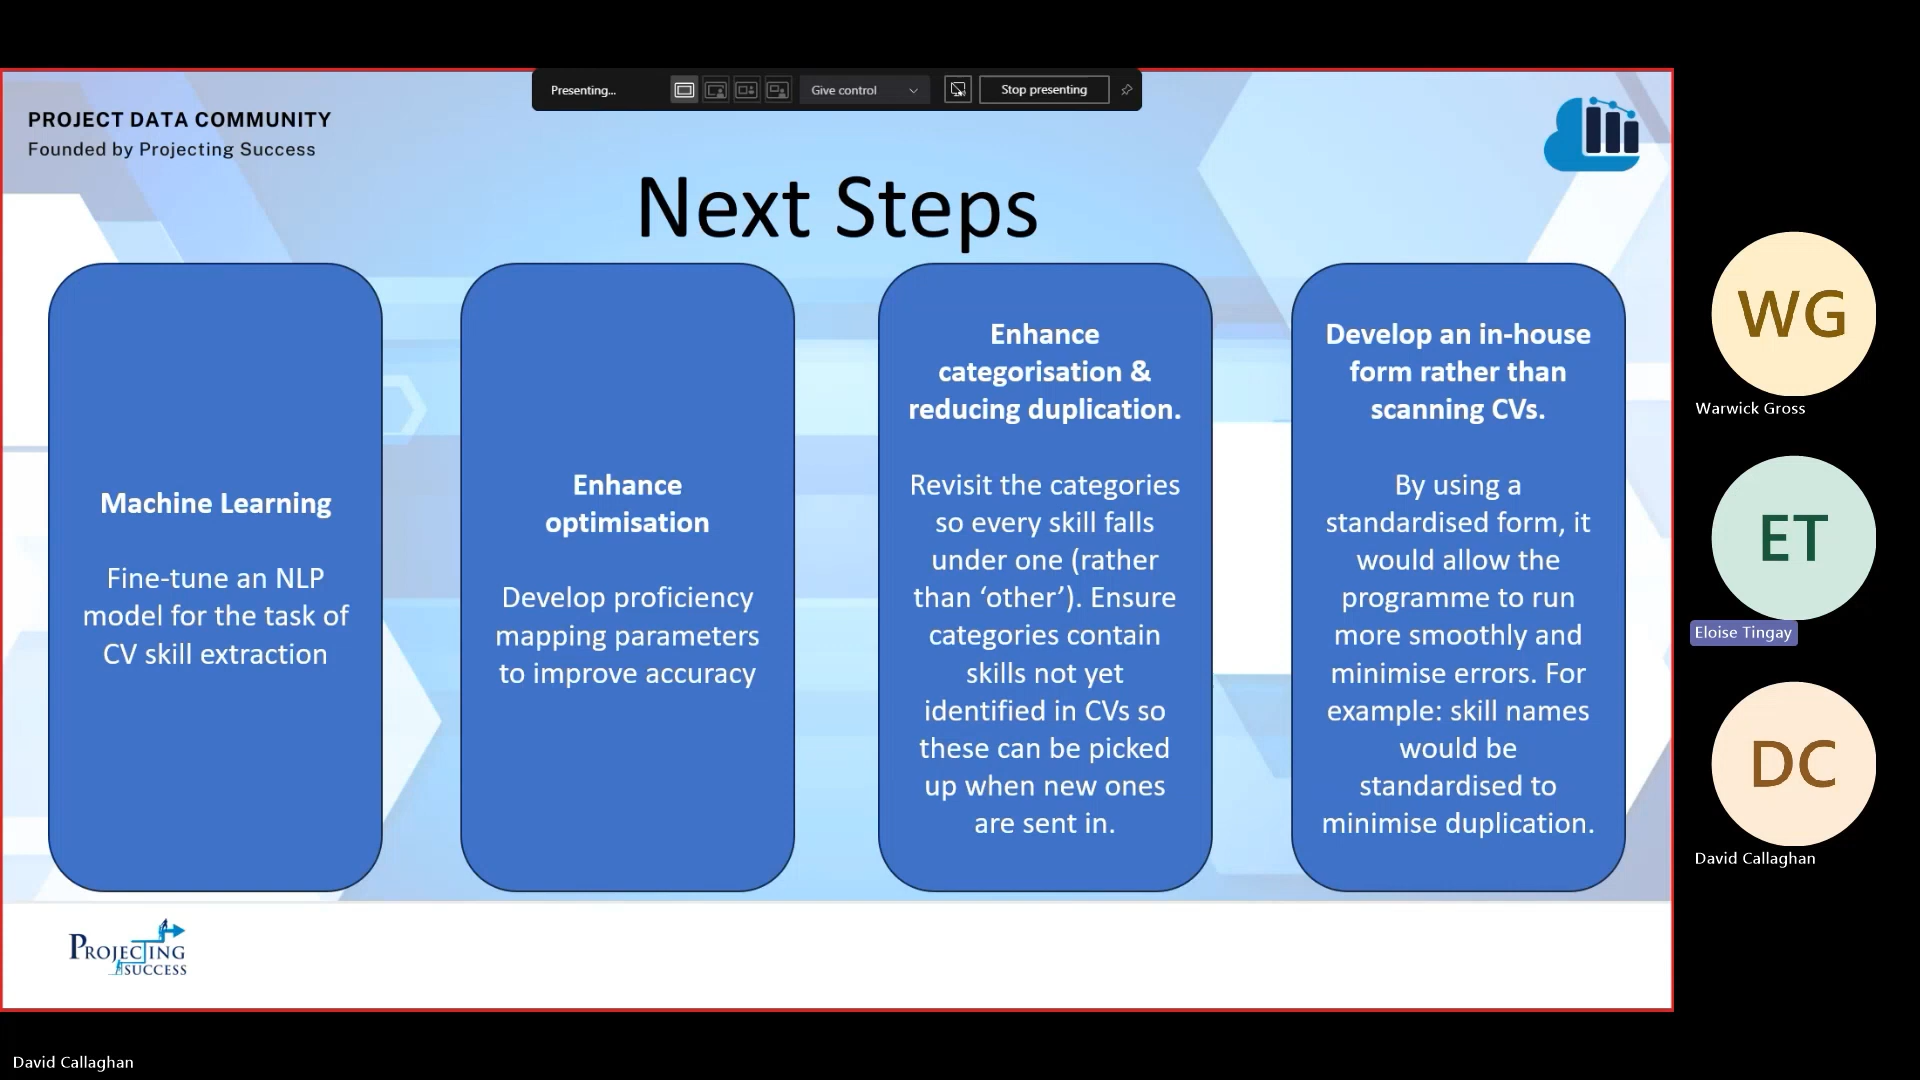 Presenting...
Give control
Stop presenting
PROJECT DATA COMMUNITY
Founded by Projecting Success
Next Steps
Machine Learning
Fine-tune an NLP
model for the task of
CV skill extraction
Enhance
optimisation
Develop proficiency
mapping parameters
to improve accuracy
Enhance
categorisation &
reducing duplication.
Revisit the categories
so every skill falls
under one (rather
than ‘other’). Ensure
categories contain
skills not yet
identified in CVs so
these can be picked
up when new ones
are sent in.
Develop an in-house
form rather than
scanning CVs.
By using a
standardised form, it
would allow the
programme to run
more smoothly and
minimise errors. For
example: skill names
would be
standardised to
minimise duplication.
PROJECTING
SUCCESS
WG
Warwick Gross
ET
Eloise Tingay
DC
David Callaghan
David Callaghan